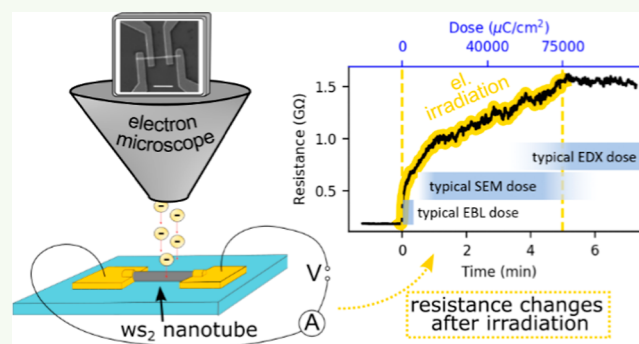 electron
microscope
ws₂ nanotube
V
A
Dose (μC/cm²)
0
40000
75000
el.
irradiation
Resistance (GΩ)
1.5
1.0
0.5
typical EDX dose
typical SEM dose
typical EBL dose
0
2
4
6
Time (min)
resistance changes
after irradiation